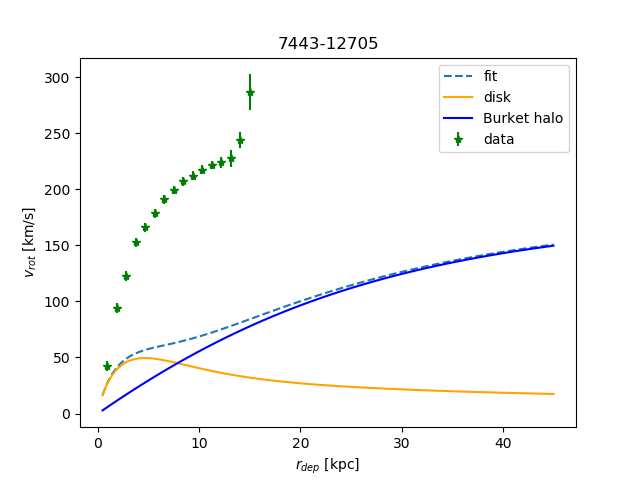 7443-12705
300
250
200
150
100
50
0
v_rot [km/s]
fit
disk
Burket halo
data
0 10 20 30 40
r_dep [kpc]